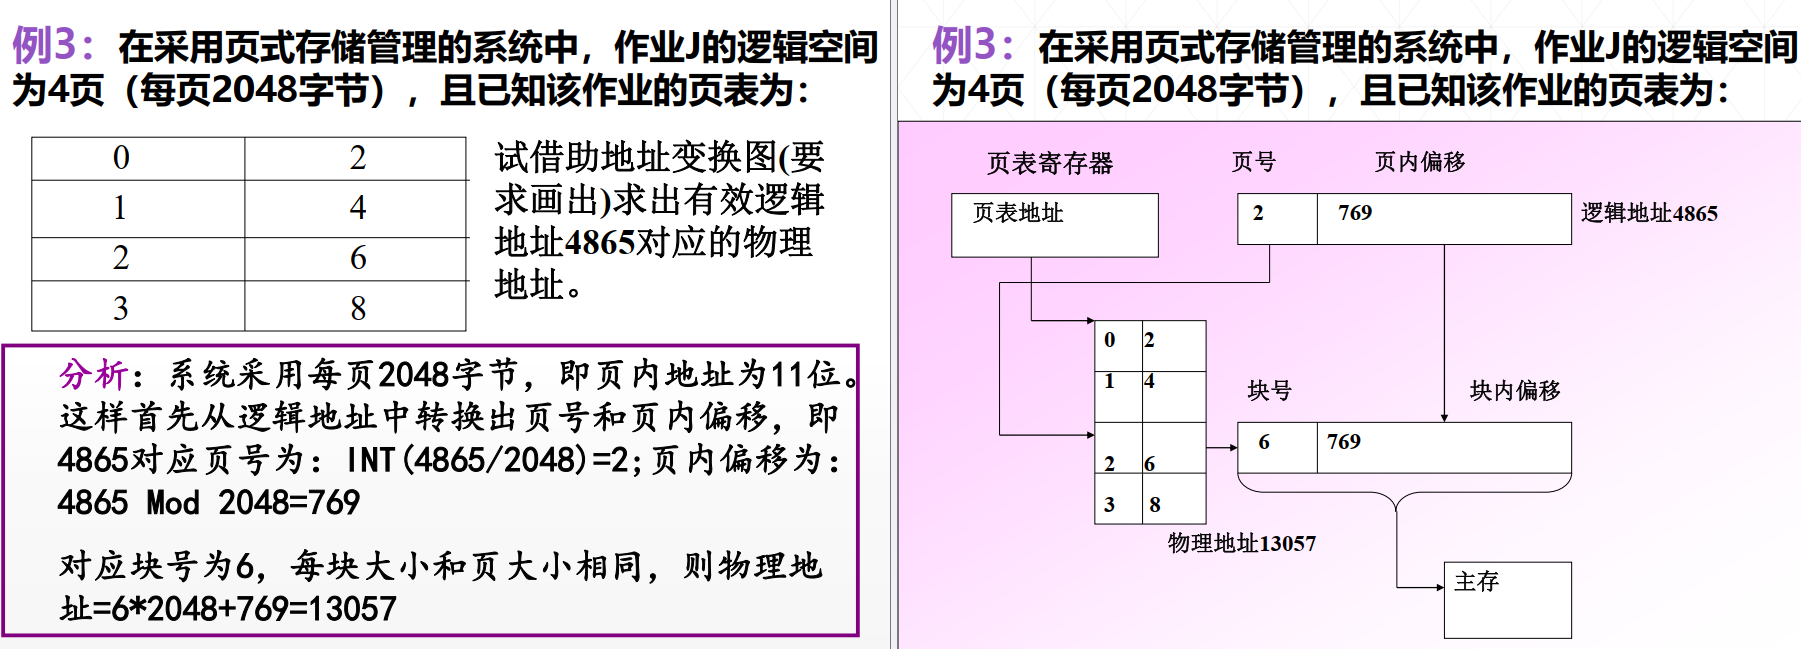 例3：在采用页式存储管理的系统中，作业J的逻辑空间
为4页（每页2048字节），且已知该作业的页表为：
0 2
1 4
2 6
3 8
试借助地址变换图(要
求画出)求出有效逻辑
地址4865对应的物理
地址。
分析：系统采用每页2048字节，即页内地址为11位。
这样首先从逻辑地址中转换出页号和页内偏移，即
4865对应页号为：INT(4865/2048)=2;页内偏移为：
4865 Mod 2048=769
对应块号为6，每块大小和页大小相同，则物理地
址=6*2048+769=13057
例3：在采用页式存储管理的系统中，作业J的逻辑空间
为4页（每页2048字节），且已知该作业的页表为：
页表寄存器 页号 页内偏移
页表地址 2 769 逻辑地址4865
0 2
1 4
块号 块内偏移
6 769
2 6
3 8
物理地址13057
主存